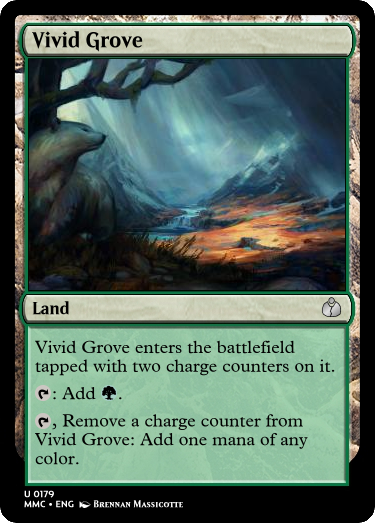 Vivid Grove
Land
Vivid Grove enters the battlefield
tapped with two charge counters on it.
: Add .
, Remove a charge counter from
Vivid Grove: Add one mana of any
color.
U 0179
MMC • ENG Brennan Massicotte